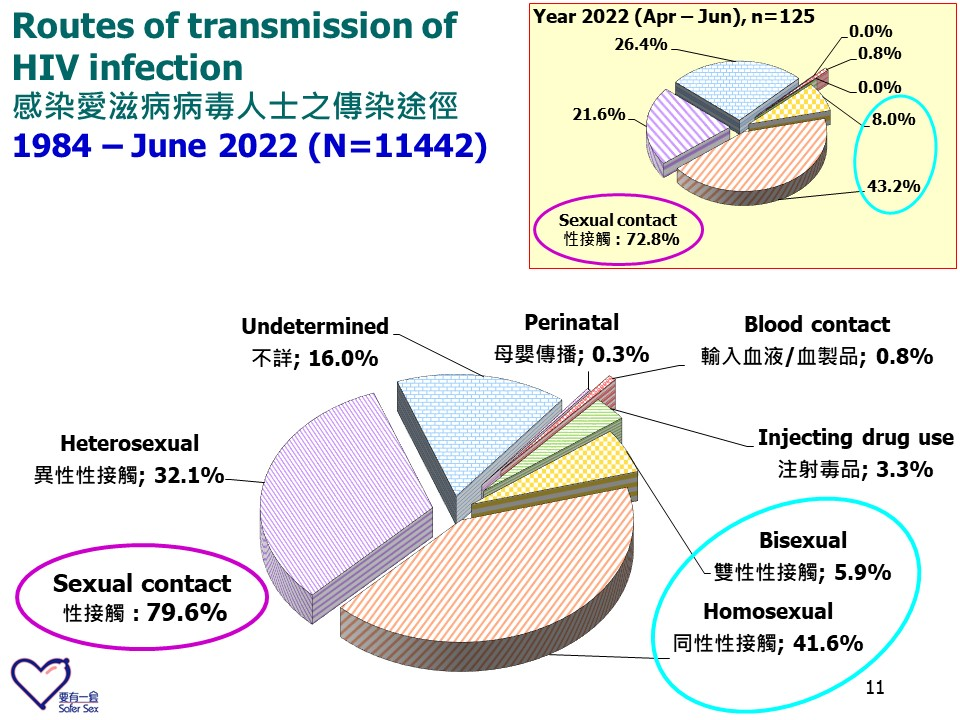 Routes of transmission of
HIV infection
感染愛滋病病毒人士之傳染途徑
1984 – June 2022 (N=11442)
Year 2022 (Apr – Jun), n=125
26.4%
0.0%
0.8%
0.0%
21.6%
8.0%
43.2%
Sexual contact
性接觸 : 72.8%
Undetermined
不詳; 16.0%
Perinatal
母嬰傳播; 0.3%
Blood contact
輸入血液/血製品; 0.8%
Heterosexual
異性性接觸; 32.1%
Injecting drug use
注射毒品; 3.3%
Bisexual
雙性性接觸; 5.9%
Sexual contact
性接觸 : 79.6%
Homosexual
同性性接觸; 41.6%
要有一套
Safer Sex
11